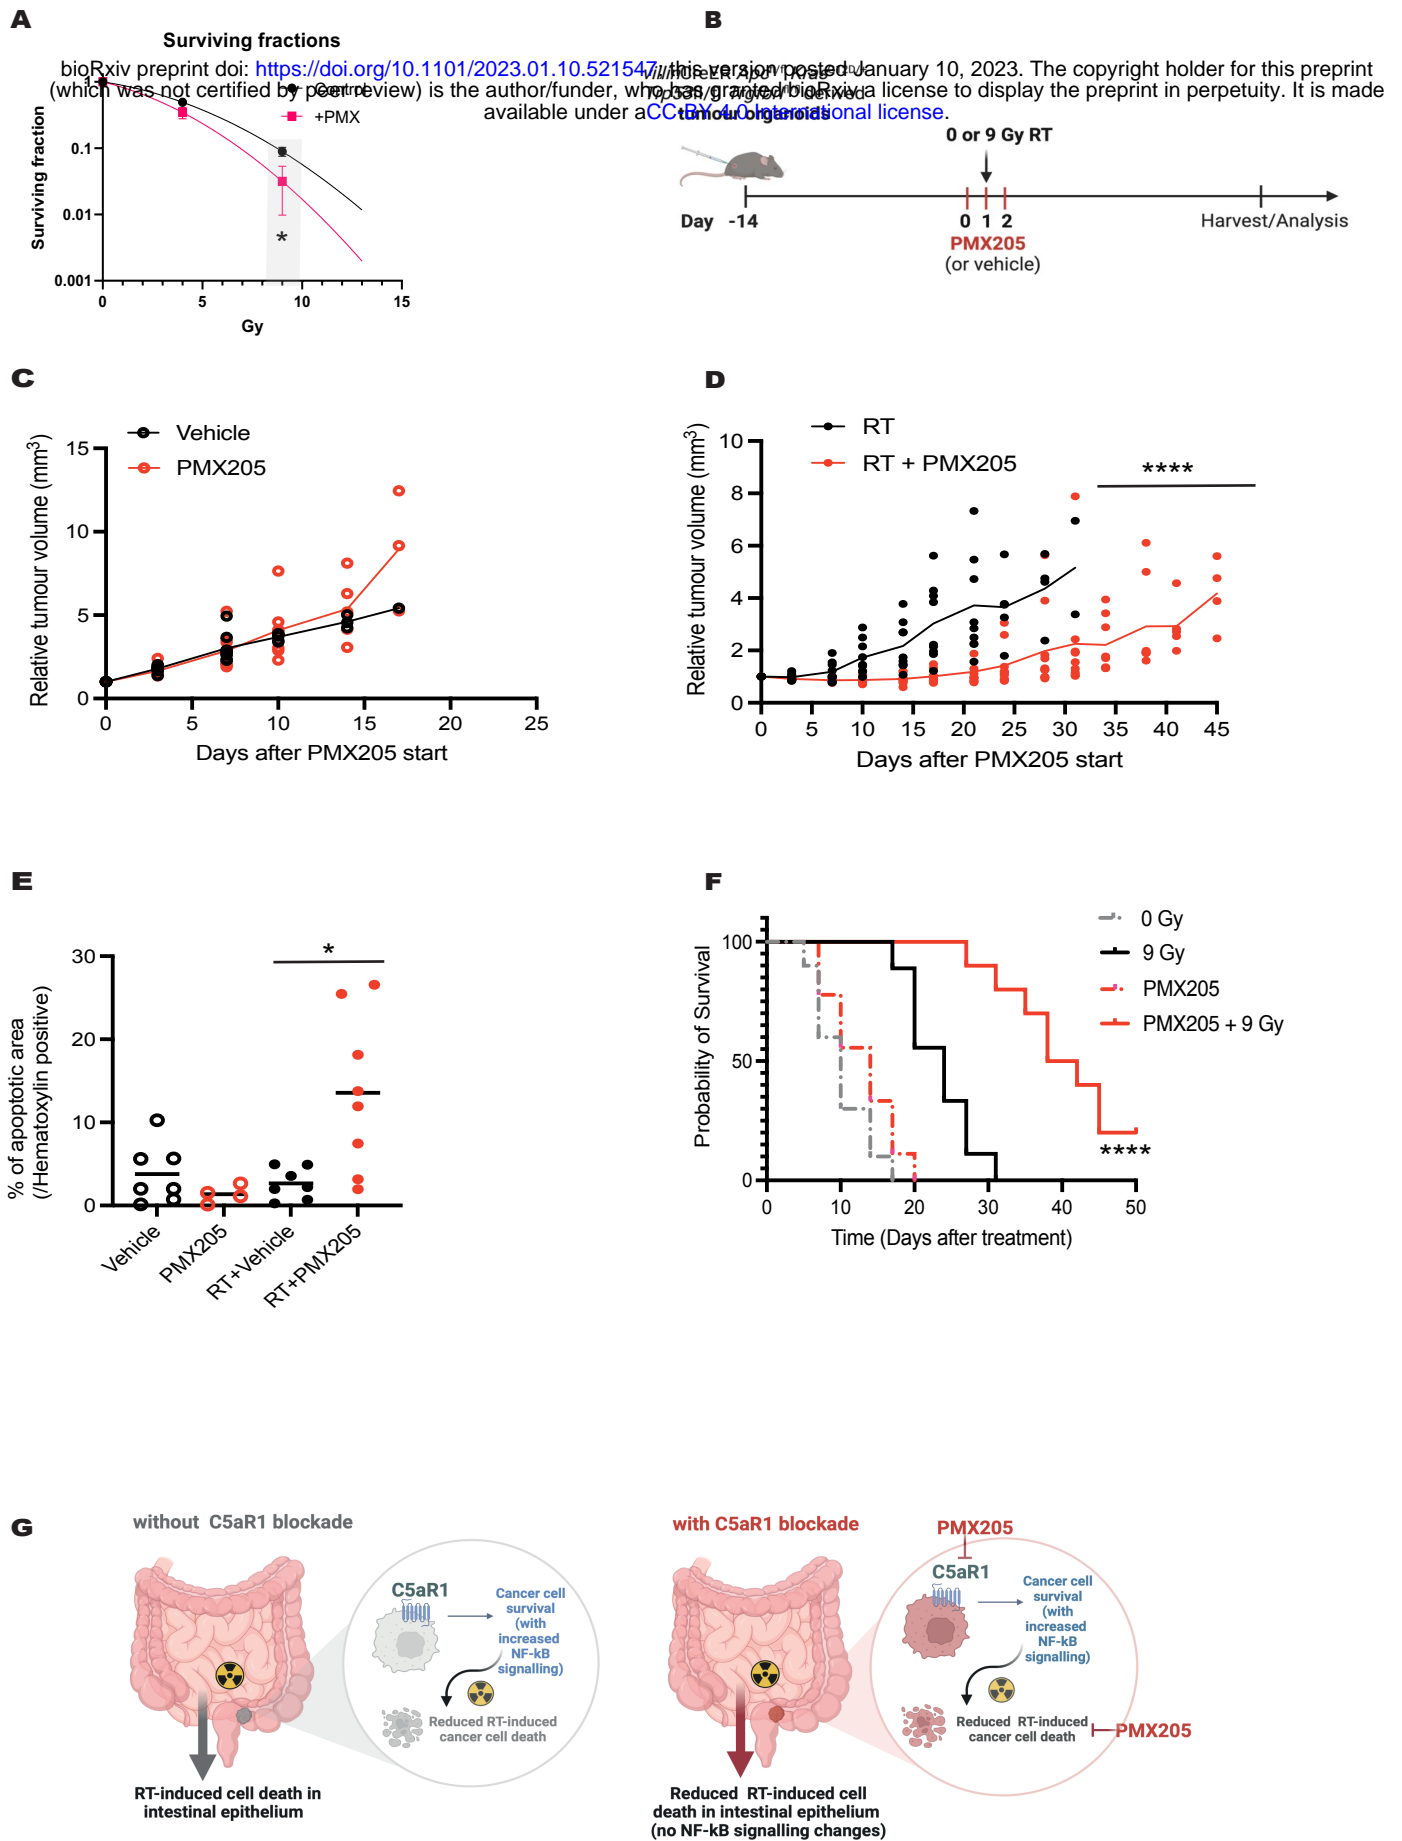 A
B
Surviving fractions
bioRxiv preprint doi: https://doi.org/10.1101/2023.01.10.521547; this version posted January 10, 2023. The copyright holder for this preprint
(which was not certified by peer review) is the author/funder, who has granted bioRxiv a license to display the preprint in perpetuity. It is made
available under aCC-BY 4.0 International license.
tumour organoids
Control
+PMX
Surviving fraction
1
0.1
0.01
0.001
*
0
5
10
15
Gy
0 or 9 Gy RT
Day
-14
0
1
2
Harvest/Analysis
PMX205
(or vehicle)
C
Vehicle
PMX205
Relative tumour volume (mm³)
15
10
5
0
0
5
10
15
20
25
Days after PMX205 start
D
RT
RT + PMX205
****
Relative tumour volume (mm³)
10
8
6
4
2
0
0
5
10
15
20
25
30
35
40
45
Days after PMX205 start
E
% of apoptotic area
(/Hematoxylin positive)
30
20
10
0
*
Vehicle
PMX205
RT+Vehicle
RT+PMX205
F
0 Gy
9 Gy
PMX205
PMX205 + 9 Gy
Probability of Survival
100
50
0
****
0
10
20
30
40
50
Time (Days after treatment)
G
without C5aR1 blockade
C5aR1
Cancer cell
survival
(with
increased
NF-kB
signalling)
Reduced RT-induced
cancer cell death
RT-induced cell death in
intestinal epithelium
with C5aR1 blockade
PMX205
C5aR1
Cancer cell
survival
(with
increased
NF-kB
signalling)
Reduced RT-induced
cancer cell death
PMX205
Reduced RT-induced cell
death in intestinal epithelium
(no NF-kB signalling changes)